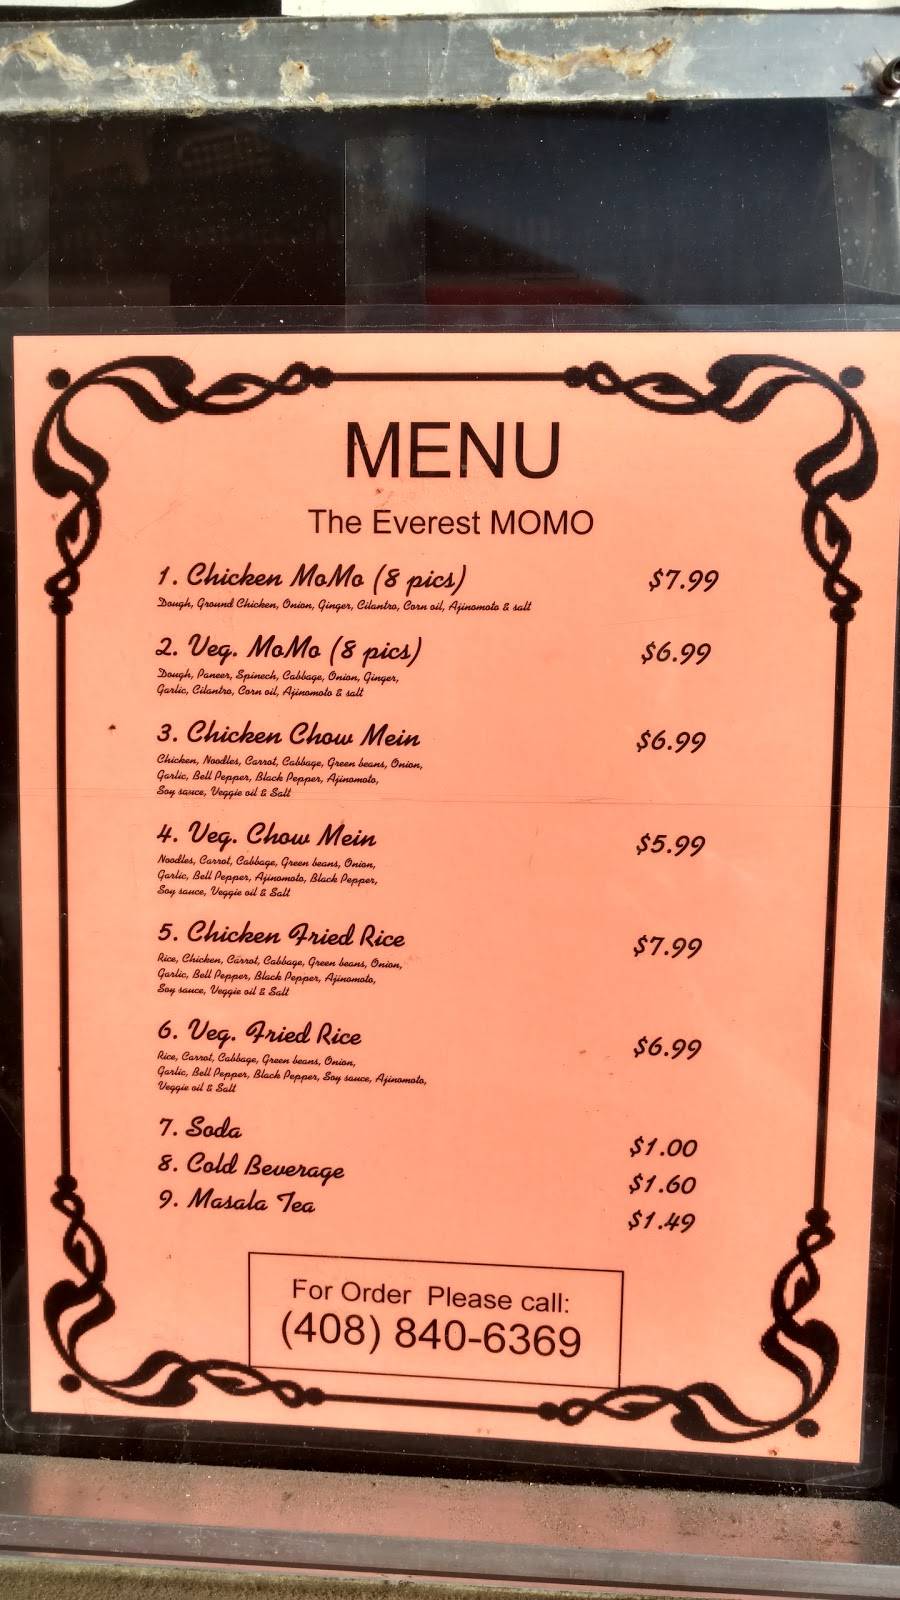 MENU
The Everest MOMO
1. Chicken MoMo (8 pics) $7.99
Dough, Ground Chicken, Onion, Ginger, Cilantro, Corn oil, Ajinomoto & salt
2. Veg. MoMo (8 pics) $6.99
Dough, Paneer, Spinech, Cabbage, Onion, Ginger,
Garlic, Cilantro, Corn oil, Ajinomoto & salt
3. Chicken Chow Mein $6.99
Chicken, Noodles, Carrot, Cabbage, Green beans, Onion,
Garlic, Bell Pepper, Black Pepper, Ajinomoto,
Soy sauce, Veggie oil & Salt
4. Veg. Chow Mein $5.99
Noodles, Carrot, Cabbage, Green beans, Onion,
Garlic, Bell Pepper, Ajinomoto, Black Pepper,
Soy sauce, Veggie oil & Salt
5. Chicken Fried Rice $7.99
Rice, Chicken, Carrot, Cabbage, Green beans, Onion,
Garlic, Bell Pepper, Black Pepper, Ajinomoto,
Soy sauce, Veggie oil & Salt
6. Veg. Fried Rice $6.99
Rice, Carrot, Cabbage, Green beans, Onion,
Garlic, Bell Pepper, Black Pepper, Soy sauce, Ajinomoto,
Veggie oil & Salt
7. Soda $1.00
8. Cold Beverage $1.60
9. Masala Tea $1.49
For Order Please call:
(408) 840-6369